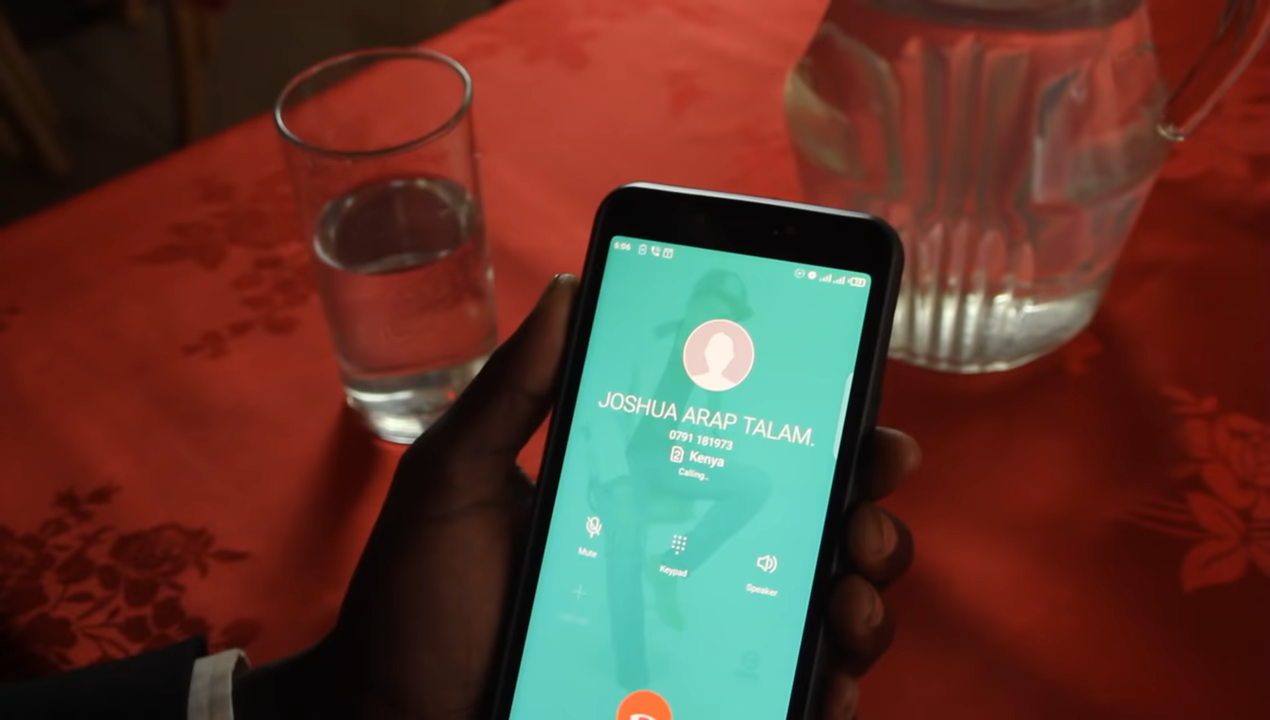 6:06
JOSHUA ARAP TALAM.
0791 181973
2 Kenya
Calling..
Mute
Keypad
Speaker